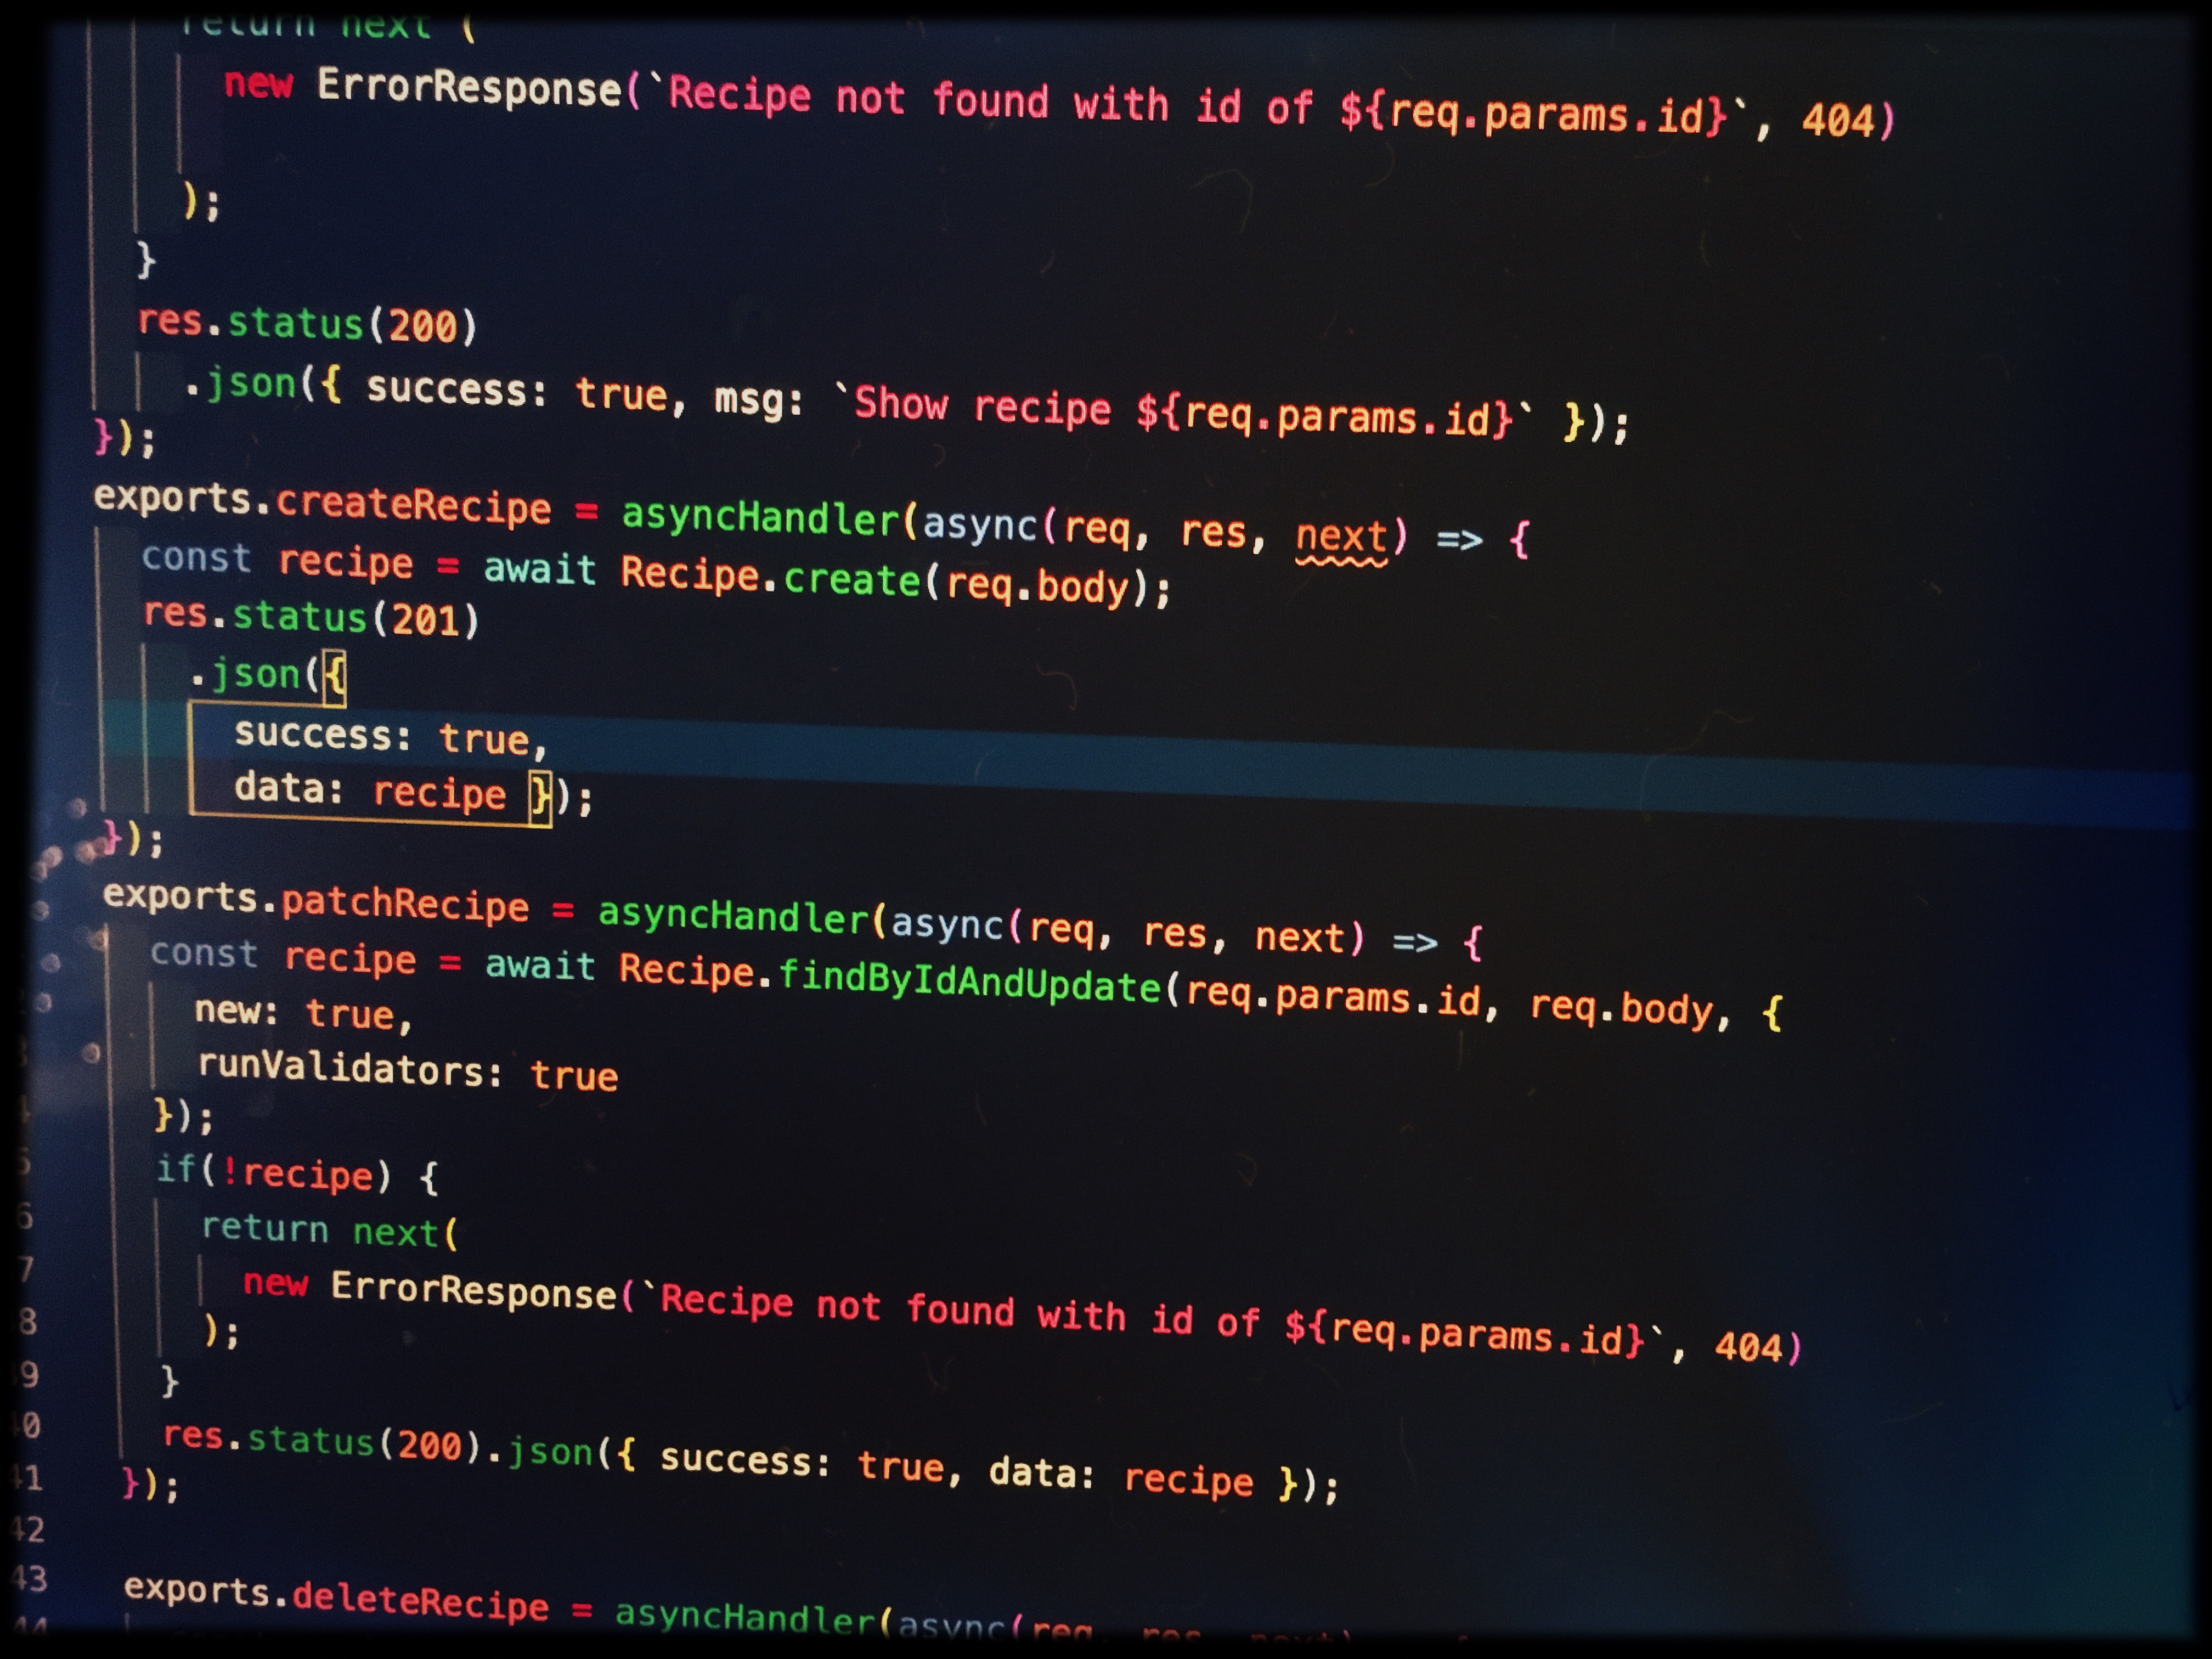 return next (
new ErrorResponse(`Recipe not found with id of ${req.params.id}`, 404)
);
}
res.status(200)
.json({ success: true, msg: `Show recipe ${req.params.id}` });
});
exports.createRecipe = asyncHandler(async(req, res, next) => {
const recipe = await Recipe.create(req.body);
res.status(201)
.json({
success: true,
data: recipe });
});
exports.patchRecipe = asyncHandler(async(req, res, next) => {
const recipe = await Recipe.findByIdAndUpdate(req.params.id, req.body, {
new: true,
runValidators: true
});
5 if(!recipe) {
6 return next(
7 new ErrorResponse(`Recipe not found with id of ${req.params.id}`, 404)
8 );
39 }
40 res.status(200).json({ success: true, data: recipe });
41 });
42
43 exports.deleteRecipe = asyncHandler(async(req, res, next)
44